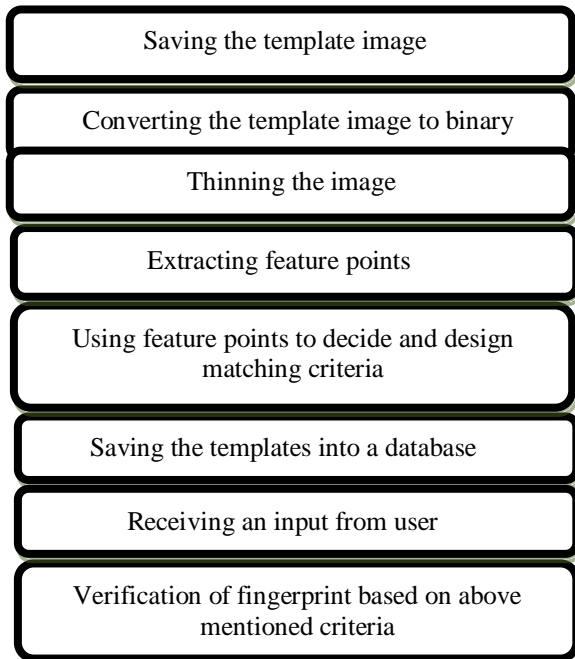 Saving the template image
Converting the template image to binary
Thinning the image
Extracting feature points
Using feature points to decide and design
matching criteria
Saving the templates into a database
Receiving an input from user
Verification of fingerprint based on above
mentioned criteria